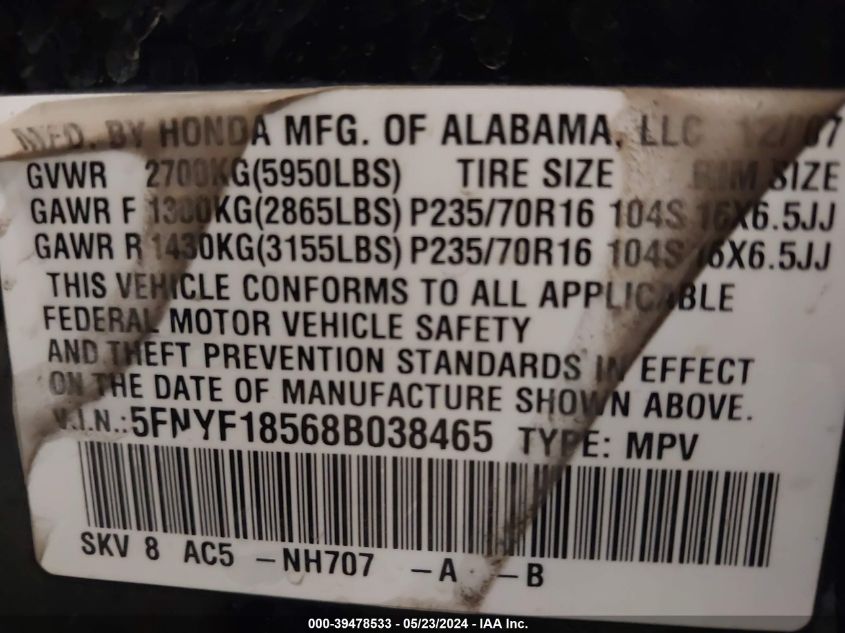 MFD. BY HONDA MFG. OF ALABAMA, LLC 12/07
GVWR 2700KG(5950LBS) TIRE SIZE RIM SIZE
GAWR F 1300KG(2865LBS) P235/70R16 104S 16X6.5JJ
GAWR R 1430KG(3155LBS) P235/70R16 104S 16X6.5JJ
THIS VEHICLE CONFORMS TO ALL APPLICABLE
FEDERAL MOTOR VEHICLE SAFETY
AND THEFT PREVENTION STANDARDS IN EFFECT
ON THE DATE OF MANUFACTURE SHOWN ABOVE.
V.I.N.: 5FNYF18568B038465 TYPE: MPV
SKV 8 AC5 -NH707 -A -B
000-39478533 - 05/23/2024 - IAA Inc.